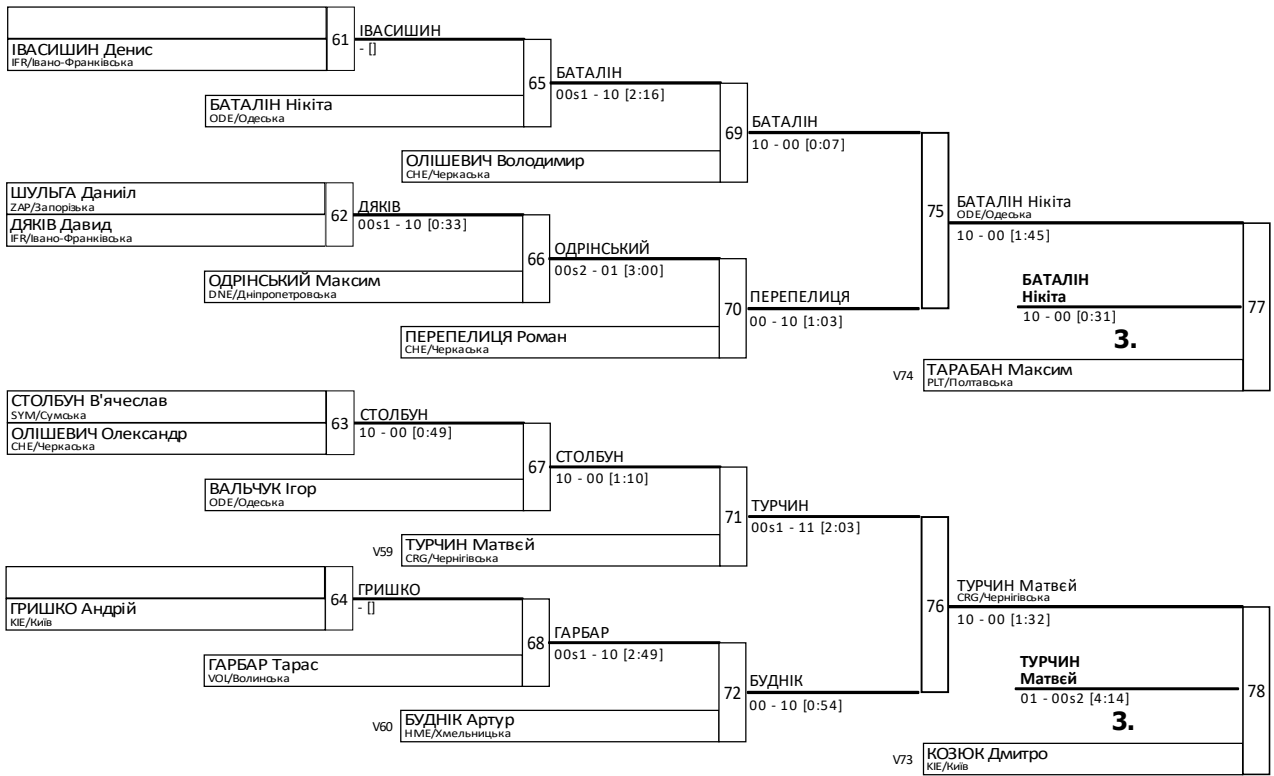 ІВАСИШИН Денис
IFR/Івано-Франківська
61
ІВАСИШИН
- []
БАТАЛІН Нікіта
ODE/Одеська
65
БАТАЛІН
00s1 - 10 [2:16]
ОЛІШЕВИЧ Володимир
CHE/Черкаська
69
БАТАЛІН
10 - 00 [0:07]
ШУЛЬГА Даниїл
ZAP/Запорізька
ДЯКІВ Давид
IFR/Івано-Франківська
62
ДЯКІВ
00s1 - 10 [0:33]
ОДРІНСЬКИЙ Максим
DNE/Дніпропетровська
66
ОДРІНСЬКИЙ
00s2 - 01 [3:00]
ПЕРЕПЕЛИЦЯ Роман
CHE/Черкаська
70
ПЕРЕПЕЛИЦЯ
00 - 10 [1:03]
75
БАТАЛІН Нікіта
ODE/Одеська
10 - 00 [1:45]
БАТАЛІН
Нікіта
10 - 00 [0:31]
3.
77
V74
ТАРАБАН Максим
PLT/Полтавська
СТОЛБУН В'ячеслав
SYM/Сумська
ОЛІШЕВИЧ Олександр
CHE/Черкаська
63
СТОЛБУН
10 - 00 [0:49]
ВАЛЬЧУК Ігор
ODE/Одеська
67
СТОЛБУН
10 - 00 [1:10]
V59
ТУРЧИН Матвєй
CRG/Чернігівська
71
ТУРЧИН
00s1 - 11 [2:03]
ГРИШКО Андрій
KIE/Київ
64
ГРИШКО
- []
ГАРБАР Тарас
VOL/Волинська
68
ГАРБАР
00s1 - 10 [2:49]
V60
БУДНІК Артур
HME/Хмельницька
72
БУДНІК
00 - 10 [0:54]
76
ТУРЧИН Матвєй
CRG/Чернігівська
10 - 00 [1:32]
ТУРЧИН
Матвєй
01 - 00s2 [4:14]
3.
78
V73
КОЗЮК Дмитро
KIE/Київ